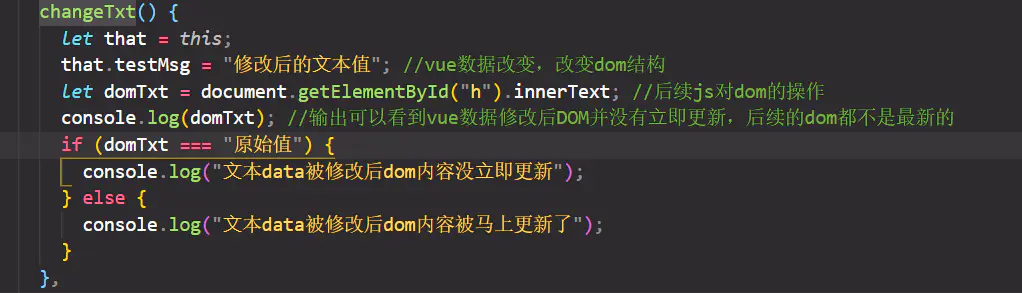 changeTxt() {
let that = this;
that.testMsg = "修改后的文本值"; //vue数据改变，改变dom结构
let domTxt = document.getElementById("h").innerText; //后续js对dom的操作
console.log(domTxt); //输出可以看到vue数据修改后DOM并没有立即更新，后续的dom都不是最新的
if (domTxt === "原始值") {
console.log("文本data被修改后dom内容没立即更新");
} else {
console.log("文本data被修改后dom内容被马上更新了");
}
},